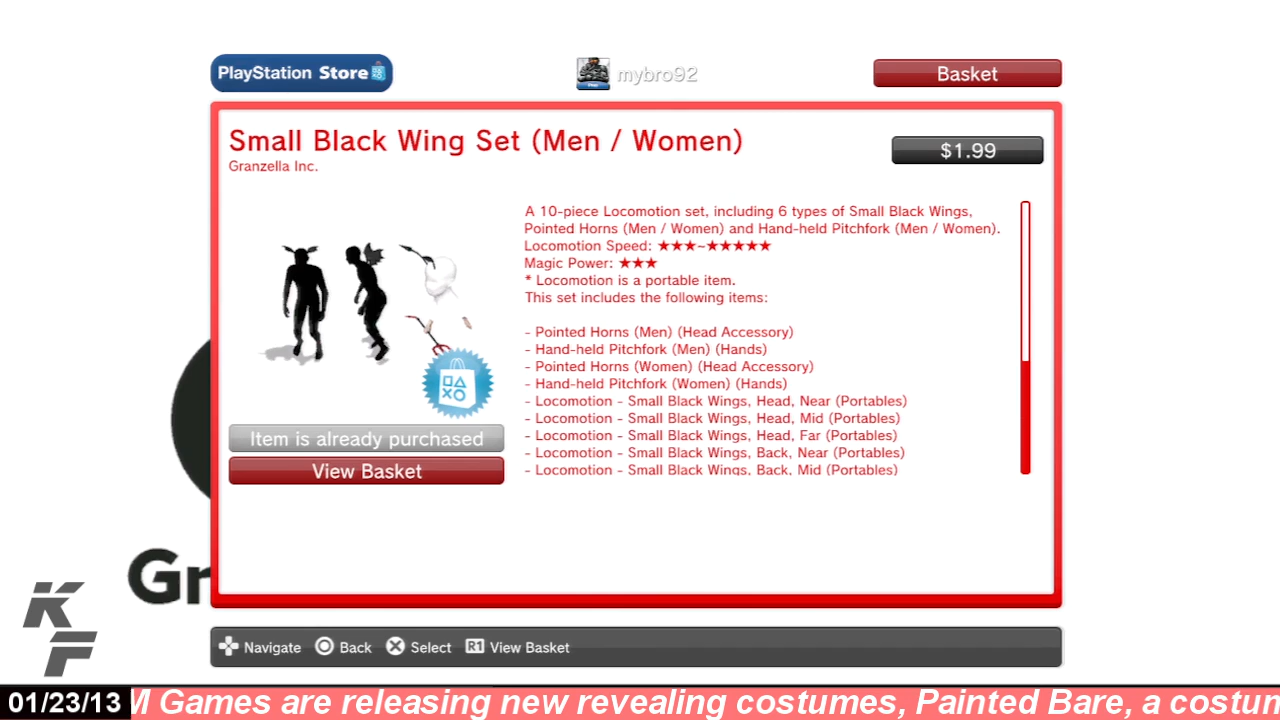 PlayStation Store
mybro92
Basket
Small Black Wing Set (Men / Women)
Granzella Inc.
$1.99
A 10-piece Locomotion set, including 6 types of Small Black Wings,
Pointed Horns (Men / Women) and Hand-held Pitchfork (Men / Women).
Locomotion Speed: ★★★~★★★★★
Magic Power: ★★★
* Locomotion is a portable item.
This set includes the following items:
- Pointed Horns (Men) (Head Accessory)
- Hand-held Pitchfork (Men) (Hands)
- Pointed Horns (Women) (Head Accessory)
- Hand-held Pitchfork (Women) (Hands)
- Locomotion - Small Black Wings, Head, Near (Portables)
- Locomotion - Small Black Wings, Head, Mid (Portables)
- Locomotion - Small Black Wings, Head, Far (Portables)
- Locomotion - Small Black Wings, Back, Near (Portables)
- Locomotion - Small Black Wings, Back, Mid (Portables)
Item is already purchased
View Basket
Gr
KF
Navigate Back Select R1 View Basket
01/23/13 M Games are releasing new revealing costumes, Painted Bare, a costum